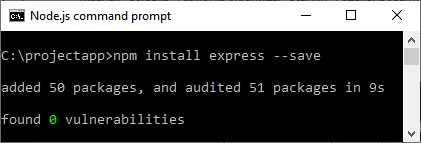 Node.js command prompt
C:\projectapp>npm install express --save
added 50 packages, and audited 51 packages in 9s
found 0 vulnerabilities